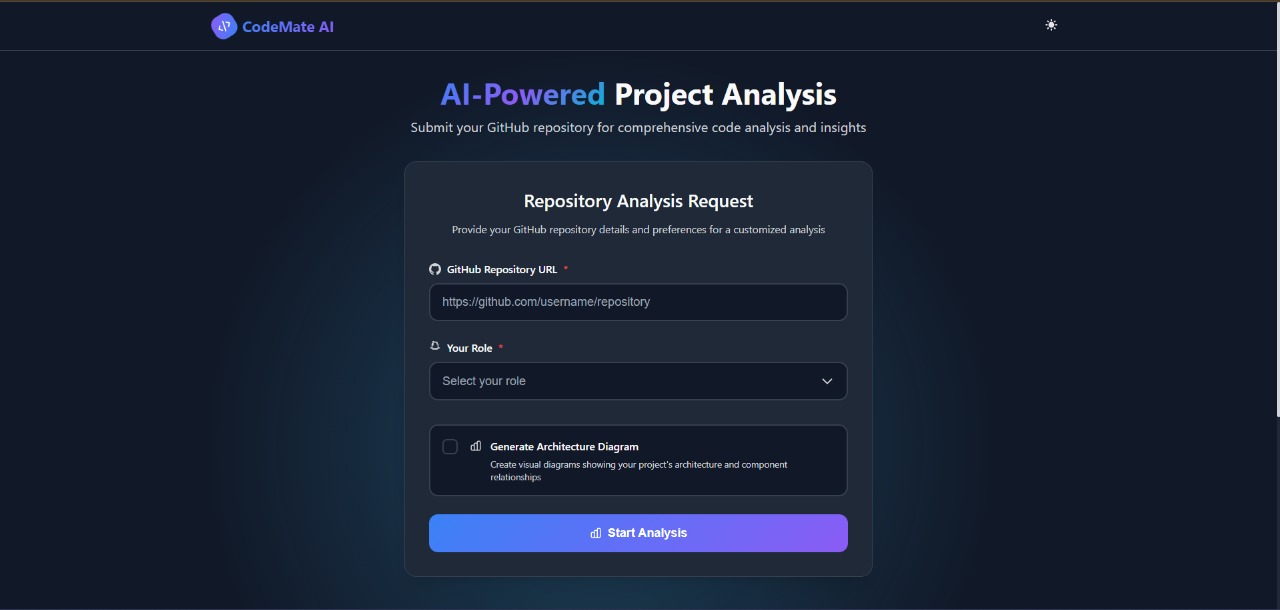 CodeMate AI
AI-Powered Project Analysis
Submit your GitHub repository for comprehensive code analysis and insights
Repository Analysis Request
Provide your GitHub repository details and preferences for a customized analysis
GitHub Repository URL *
https://github.com/username/repository
Your Role *
Select your role
Generate Architecture Diagram
Create visual diagrams showing your project's architecture and component
relationships
Start Analysis